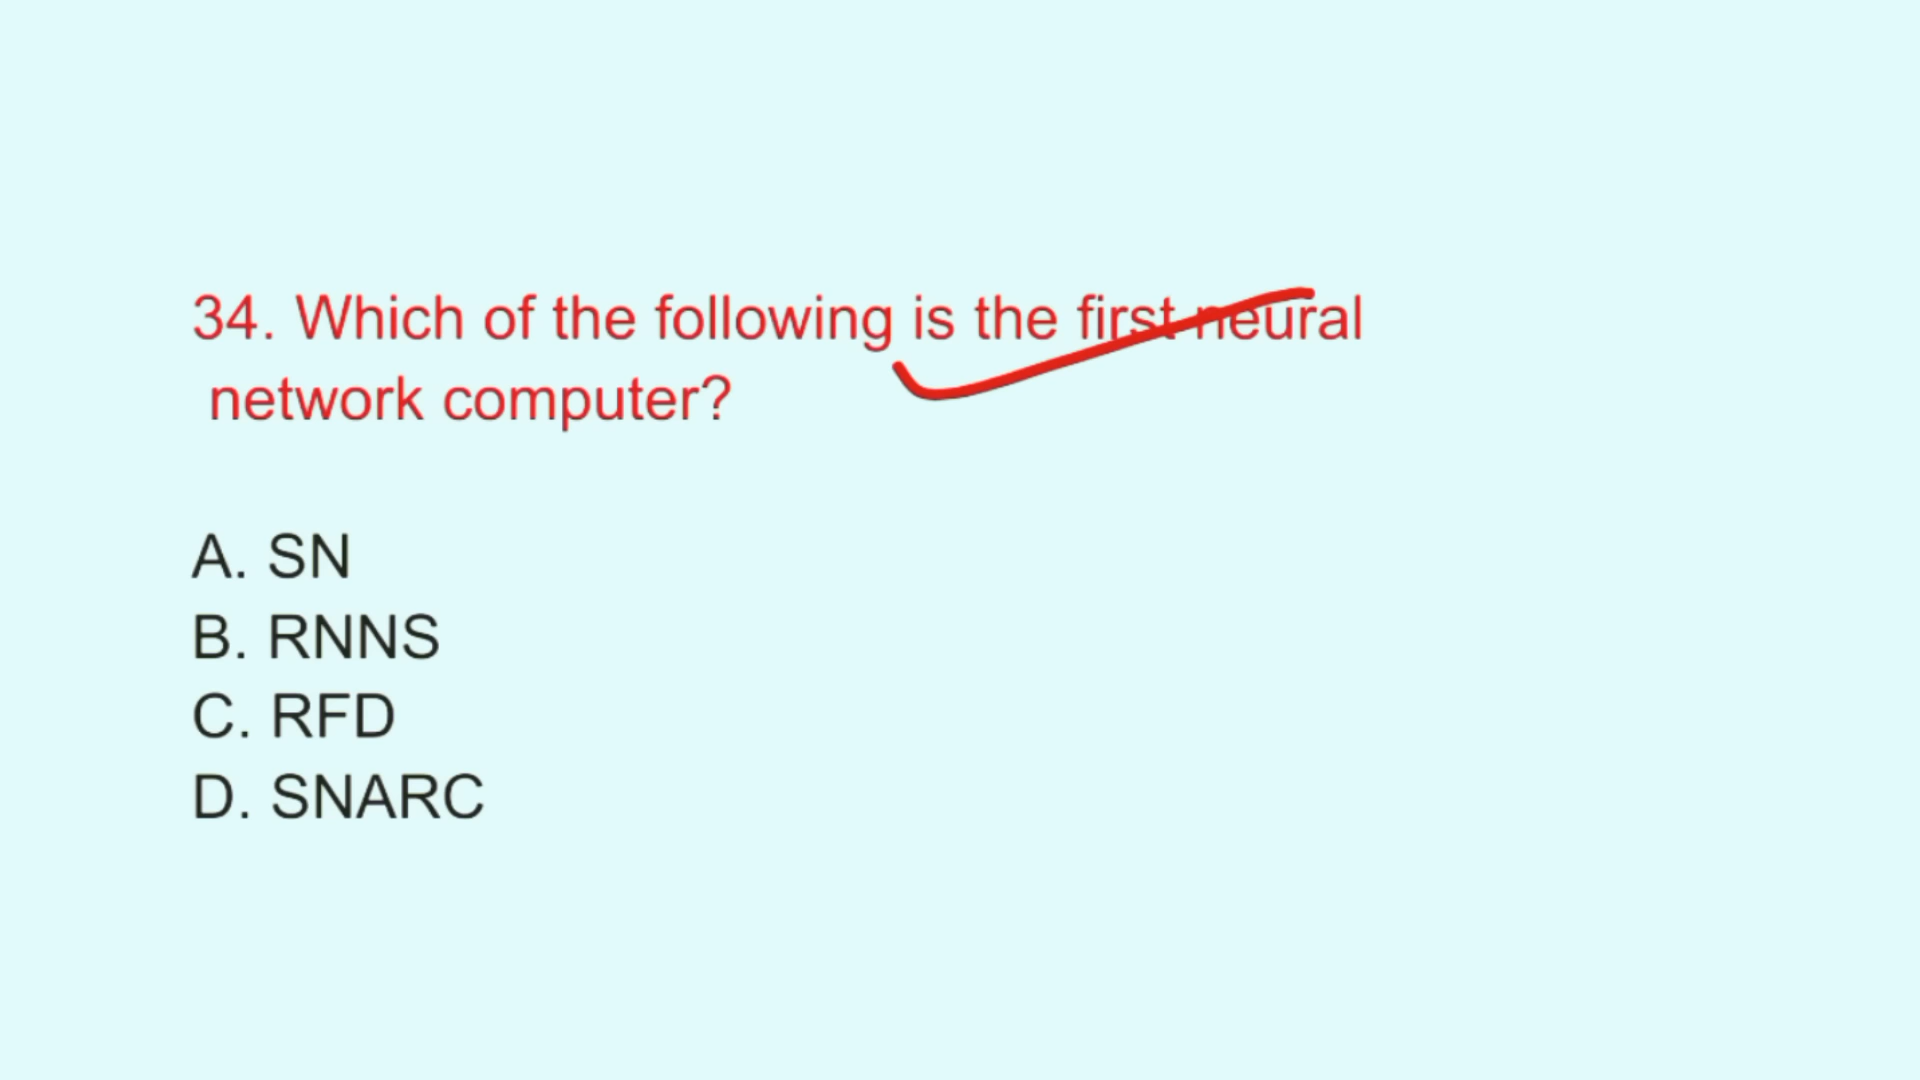 34. Which of the following is the first neural
network computer?
A. SN
B. RNNS
C. RFD
D. SNARC